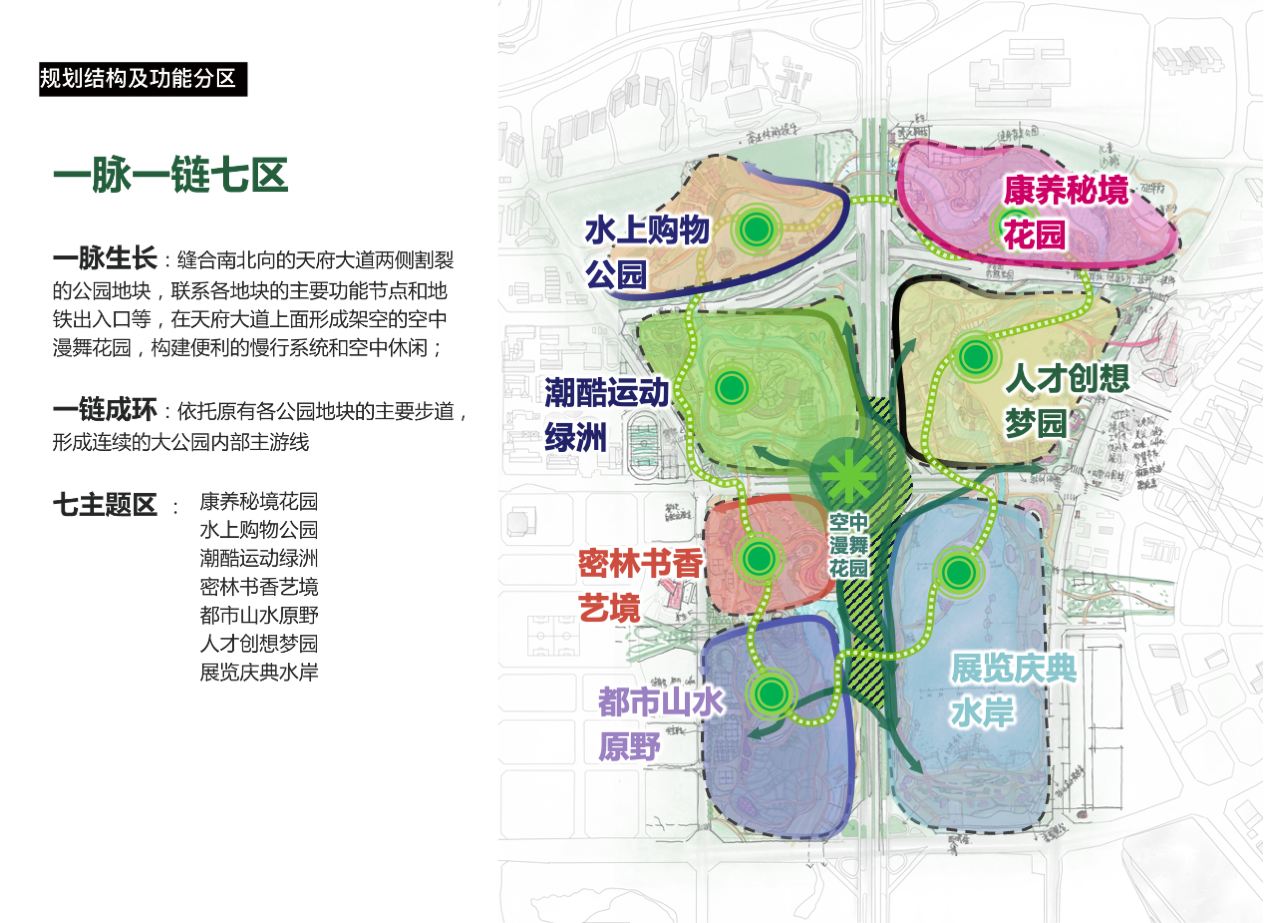 规划结构及功能分区
一脉一链七区
一脉生长：缝合南北向的天府大道两侧割裂
的公园地块，联系各地块的主要功能节点和地
铁出入口等，在天府大道上面形成架空的空中
漫舞花园，构建便利的慢行系统和空中休闲；
一链成环：依托原有各公园地块的主要步道，
形成连续的大公园内部主游线
七主题区 ：
康养秘境花园
水上购物公园
潮酷运动绿洲
密林书香艺境
都市山水原野
人才创想梦园
展览庆典水岸
水上购物
公园
康养秘境
花园
潮酷运动
绿洲
人才创想
梦园
空中
漫舞
花园
密林书香
艺境
都市山水
原野
展览庆典
水岸